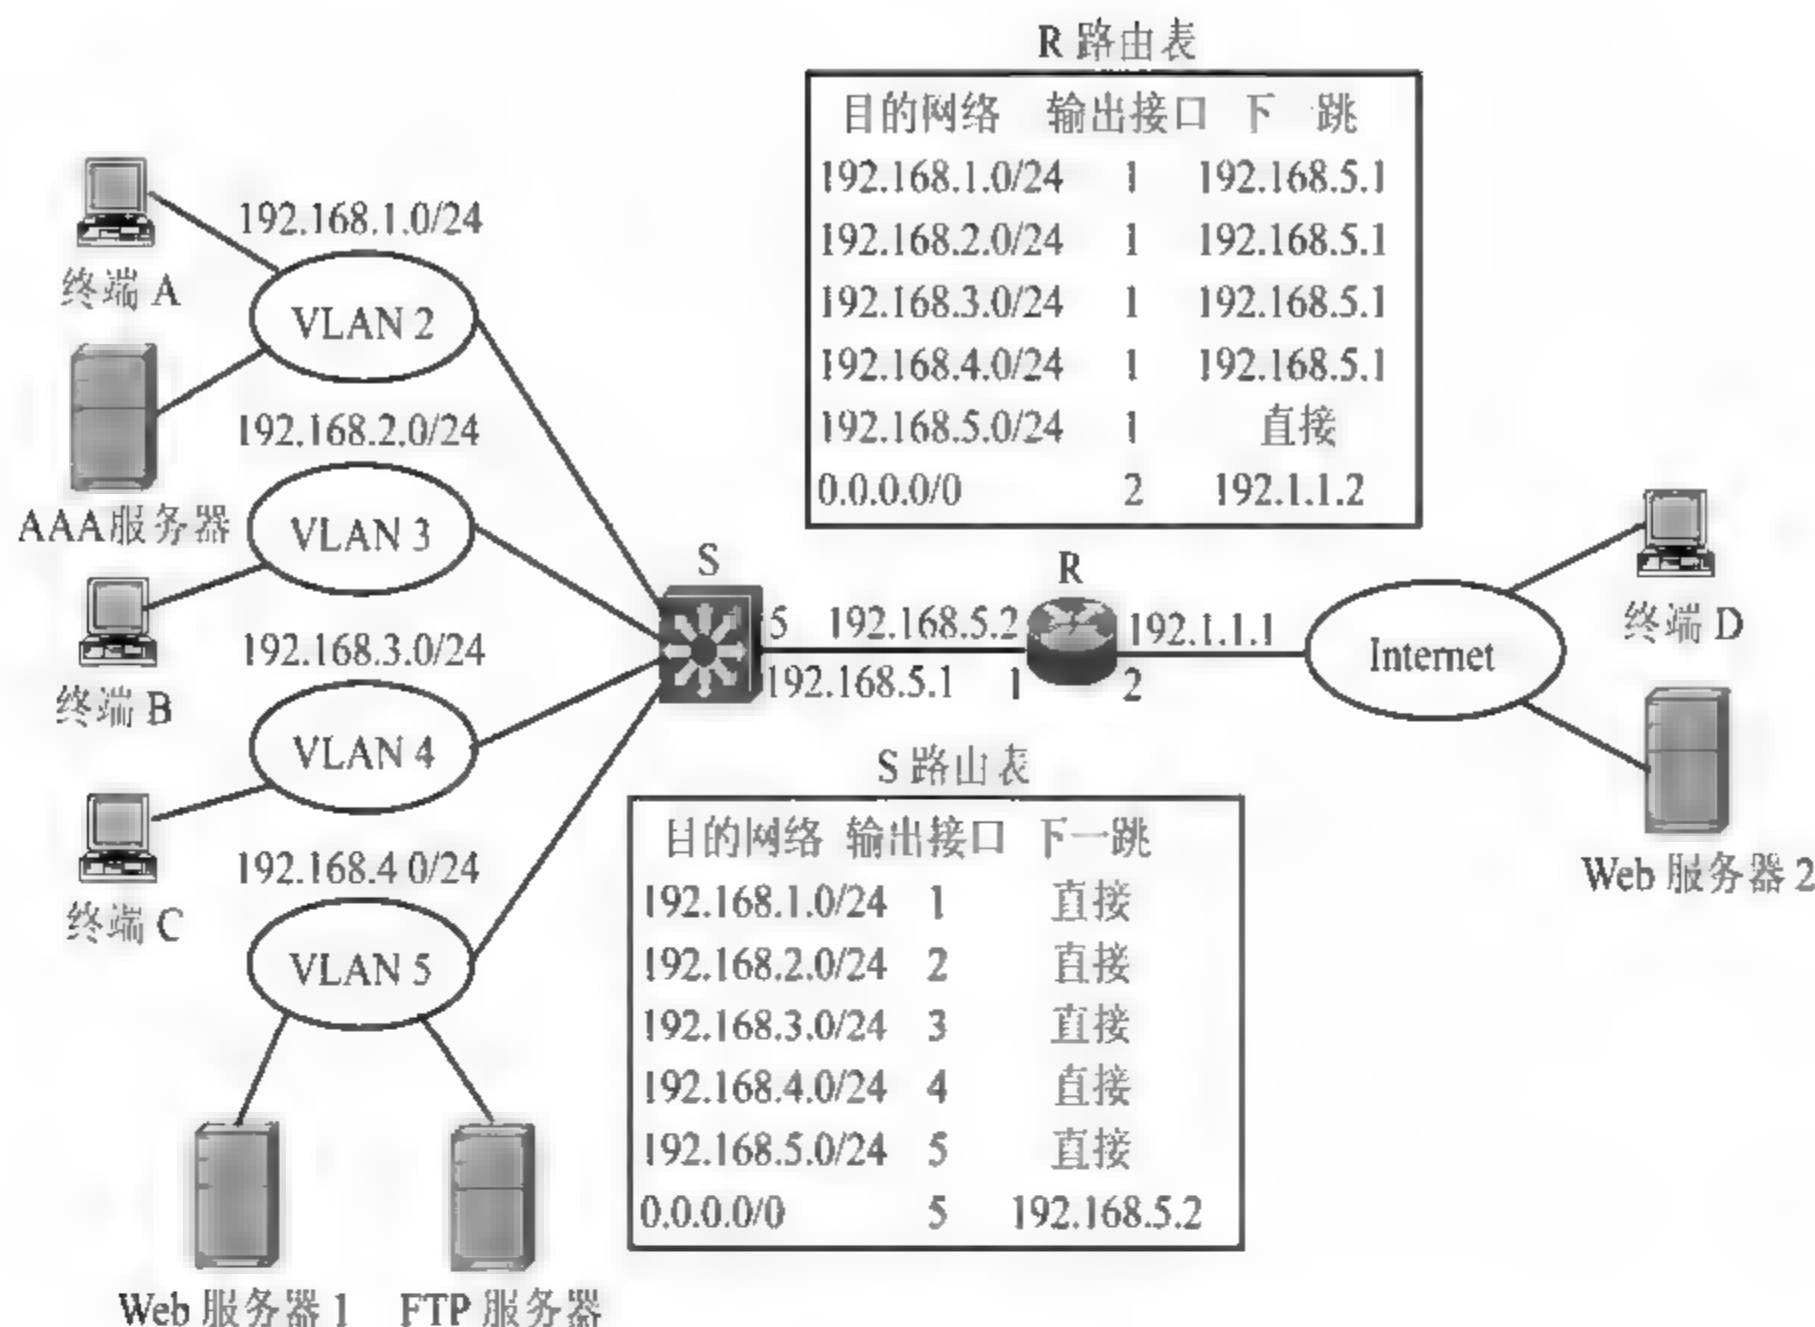 R 路由表
目的网络 输出接口 下一跳
192.168.1.0/24 1 192.168.5.1
192.168.2.0/24 1 192.168.5.1
192.168.3.0/24 1 192.168.5.1
192.168.4.0/24 1 192.168.5.1
192.168.5.0/24 1 直接
0.0.0.0/0 2 192.1.1.2
终端 A
192.168.1.0/24
VLAN 2
AAA服务器
192.168.2.0/24
VLAN 3
终端 B
192.168.3.0/24
VLAN 4
终端 C
192.168.4 0/24
VLAN 5
Web 服务器 1
FTP 服务器
S
5
192.168.5.1
192.168.5.2
1
R
192.1.1.1
2
Internet
终端 D
Web 服务器 2
S 路由表
目的网络 输出接口 下一跳
192.168.1.0/24 1 直接
192.168.2.0/24 2 直接
192.168.3.0/24 3 直接
192.168.4.0/24 4 直接
192.168.5.0/24 5 直接
0.0.0.0/0 5 192.168.5.2